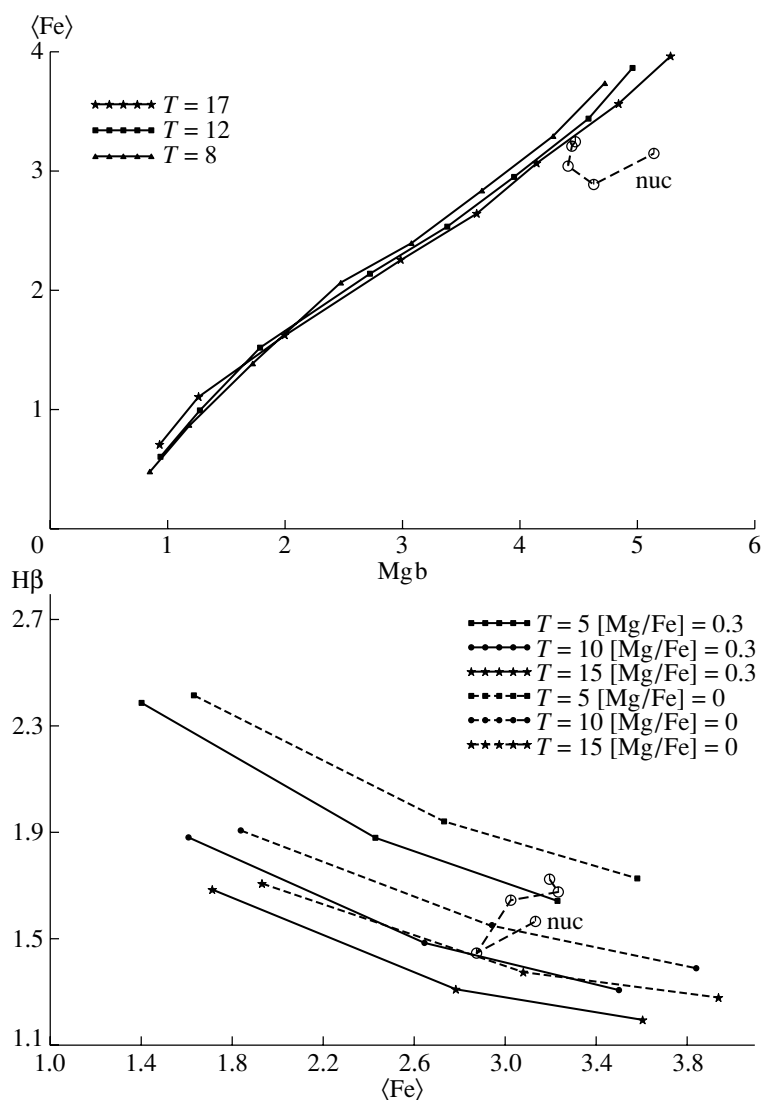 ⟨Fe⟩
4
T = 17
T = 12
T = 8
3
nuc
2
1
0
1 2 3 4 5 6
Mg b
Hβ
2.7
T = 5 [Mg/Fe] = 0.3
T = 10 [Mg/Fe] = 0.3
T = 15 [Mg/Fe] = 0.3
T = 5 [Mg/Fe] = 0
T = 10 [Mg/Fe] = 0
T = 15 [Mg/Fe] = 0
2.3
1.9
nuc
1.5
1.1
1.0 1.4 1.8 2.2 2.6 3.0 3.4 3.8
⟨Fe⟩